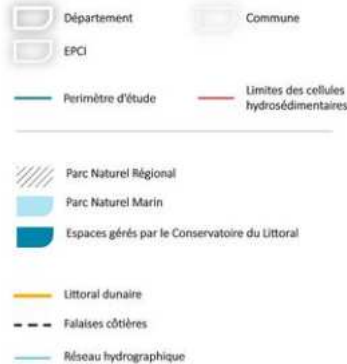 Département
Commune
EPCI
Perimètre d'étude
Limites des cellules
hydrosédimentaires
Parc Naturel Régional
Parc Naturel Marin
Espaces gérés par le Conservatoire du Littoral
Littoral dunaire
Falaises côtières
Réseau hydrographique